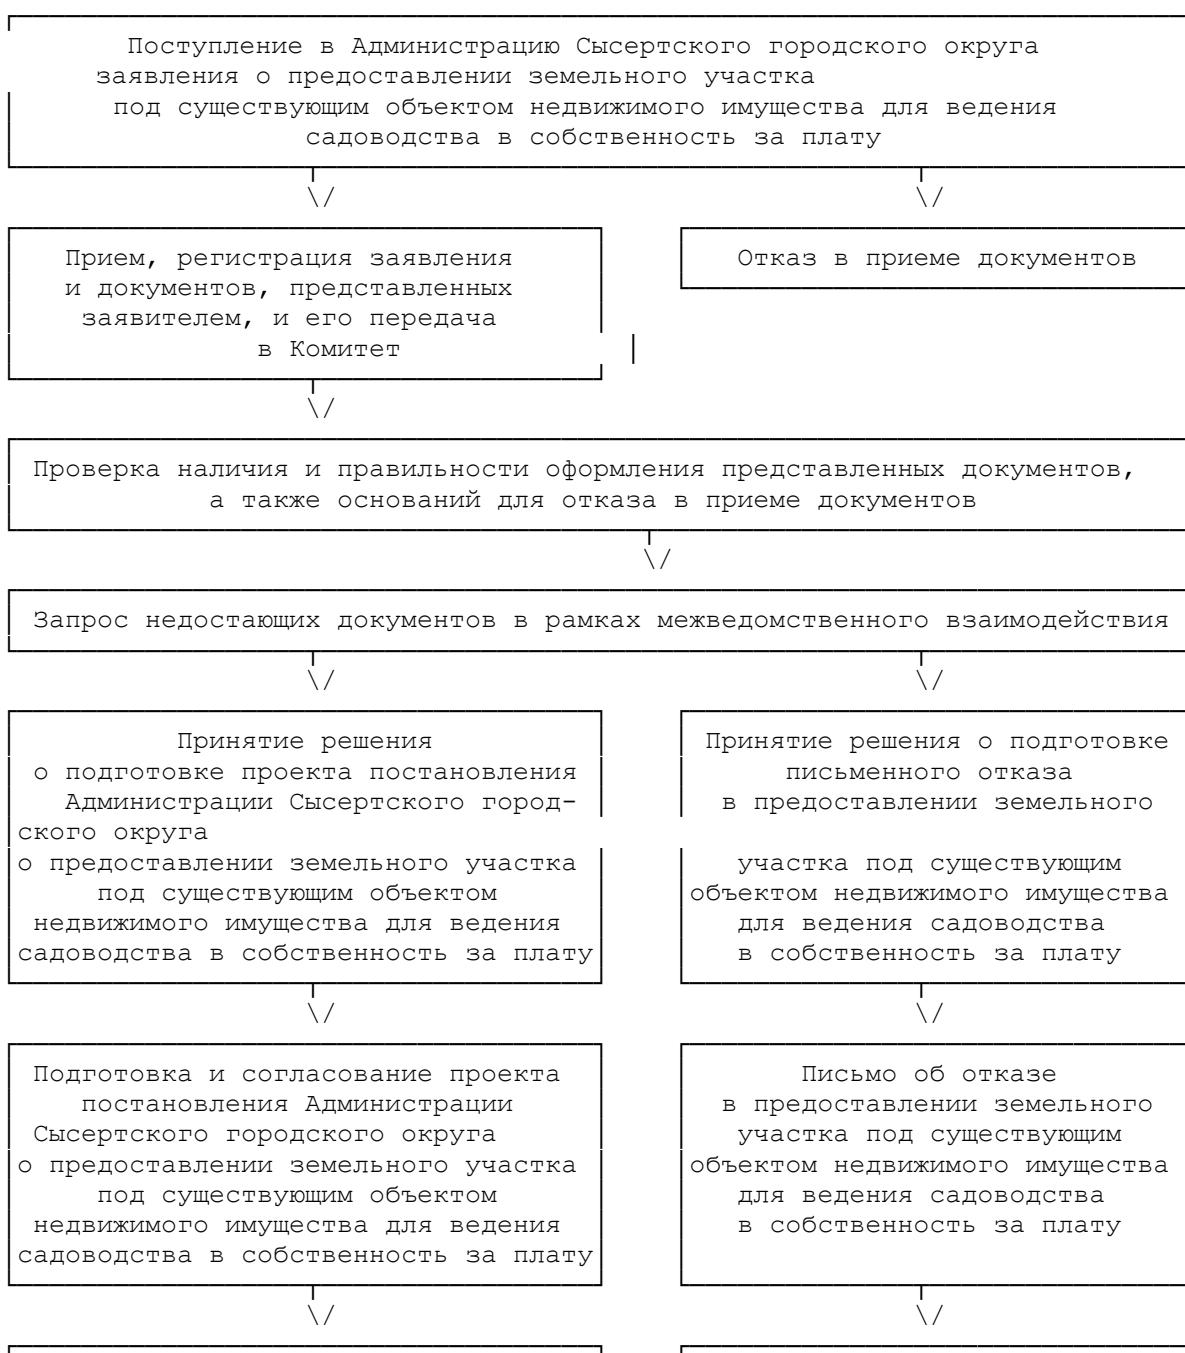 Поступление в Администрацию Сысертского городского округа
заявления о предоставлении земельного участка
под существующим объектом недвижимого имущества для ведения
садоводства в собственность за плату
\/
\/
Прием, регистрация заявления
и документов, представленных
заявителем, и его передача
в Комитет
Отказ в приеме документов
\/
Проверка наличия и правильности оформления представленных документов,
а также оснований для отказа в приеме документов
\/
Запрос недостающих документов в рамках межведомственного взаимодействия
\/
\/
Принятие решения
о подготовке проекта постановления
Администрации Сысертского город-
ского округа
о предоставлении земельного участка
под существующим объектом
недвижимого имущества для ведения
садоводства в собственность за плату
Принятие решения о подготовке
письменного отказа
в предоставлении земельного
участка под существующим
объектом недвижимого имущества
для ведения садоводства
в собственность за плату
\/
\/
Подготовка и согласование проекта
постановления Администрации
Сысертского городского округа
о предоставлении земельного участка
под существующим объектом
недвижимого имущества для ведения
садоводства в собственность за плату
Письмо об отказе
в предоставлении земельного
участка под существующим
объектом недвижимого имущества
для ведения садоводства
в собственность за плату
\/
\/